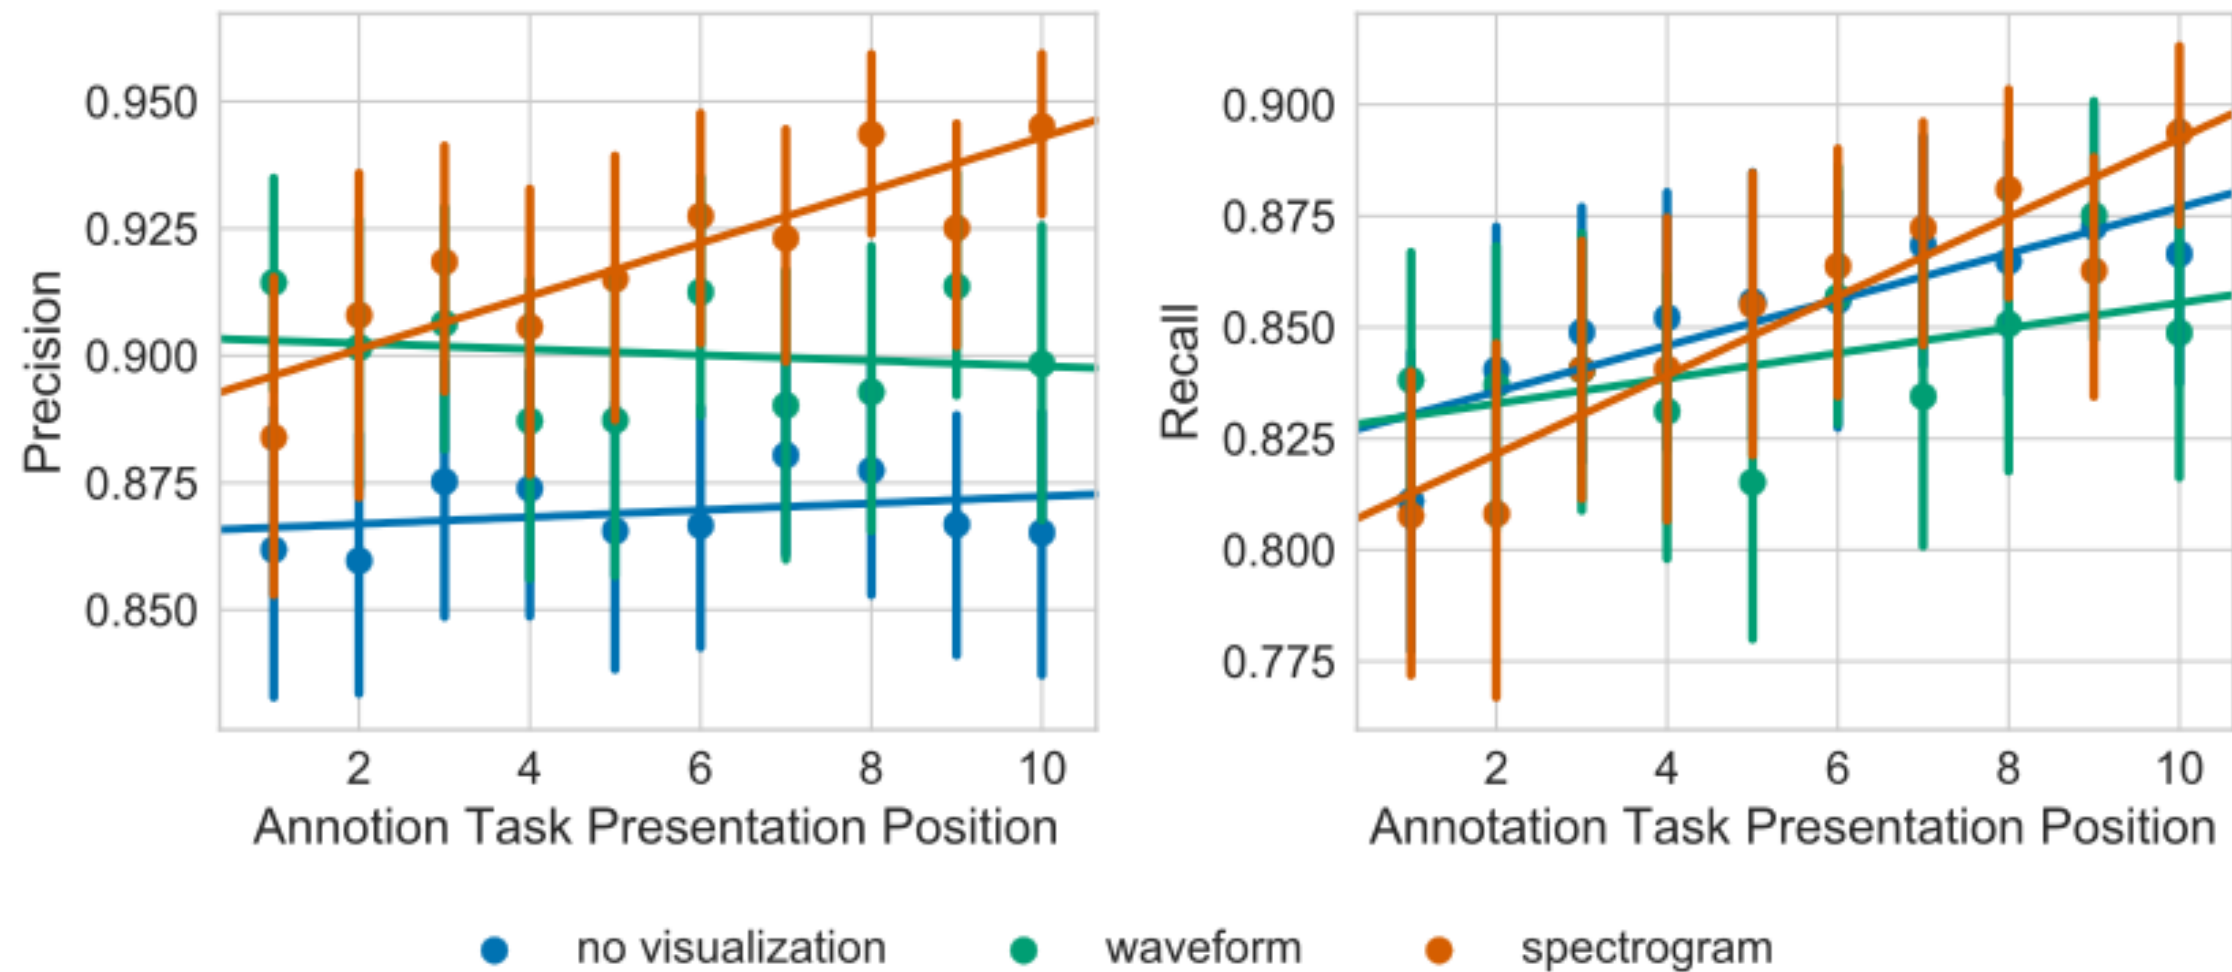 0.950
0.925
0.900
0.875
0.850
Precision
2 4 6 8 10
Annotion Task Presentation Position
0.900
0.875
0.850
0.825
0.800
0.775
Recall
2 4 6 8 10
Annotation Task Presentation Position
no visualization waveform spectrogram